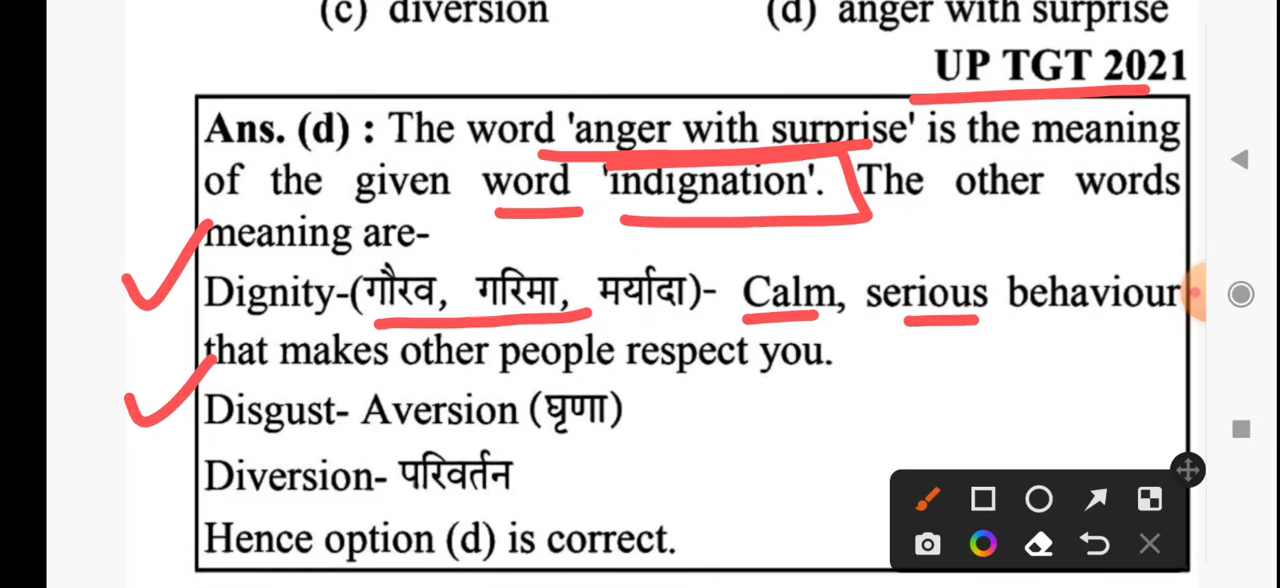 (c) diversion (d) anger with surprise
UP TGT 2021
Ans. (d) : The word 'anger with surprise' is the meaning
of the given word 'indignation'. The other words
meaning are-
Dignity-(गौरव, गरिमा, मर्यादा)- Calm, serious behaviour
that makes other people respect you.
Disgust- Aversion (घृणा)
Diversion- परिवर्तन
Hence option (d) is correct.